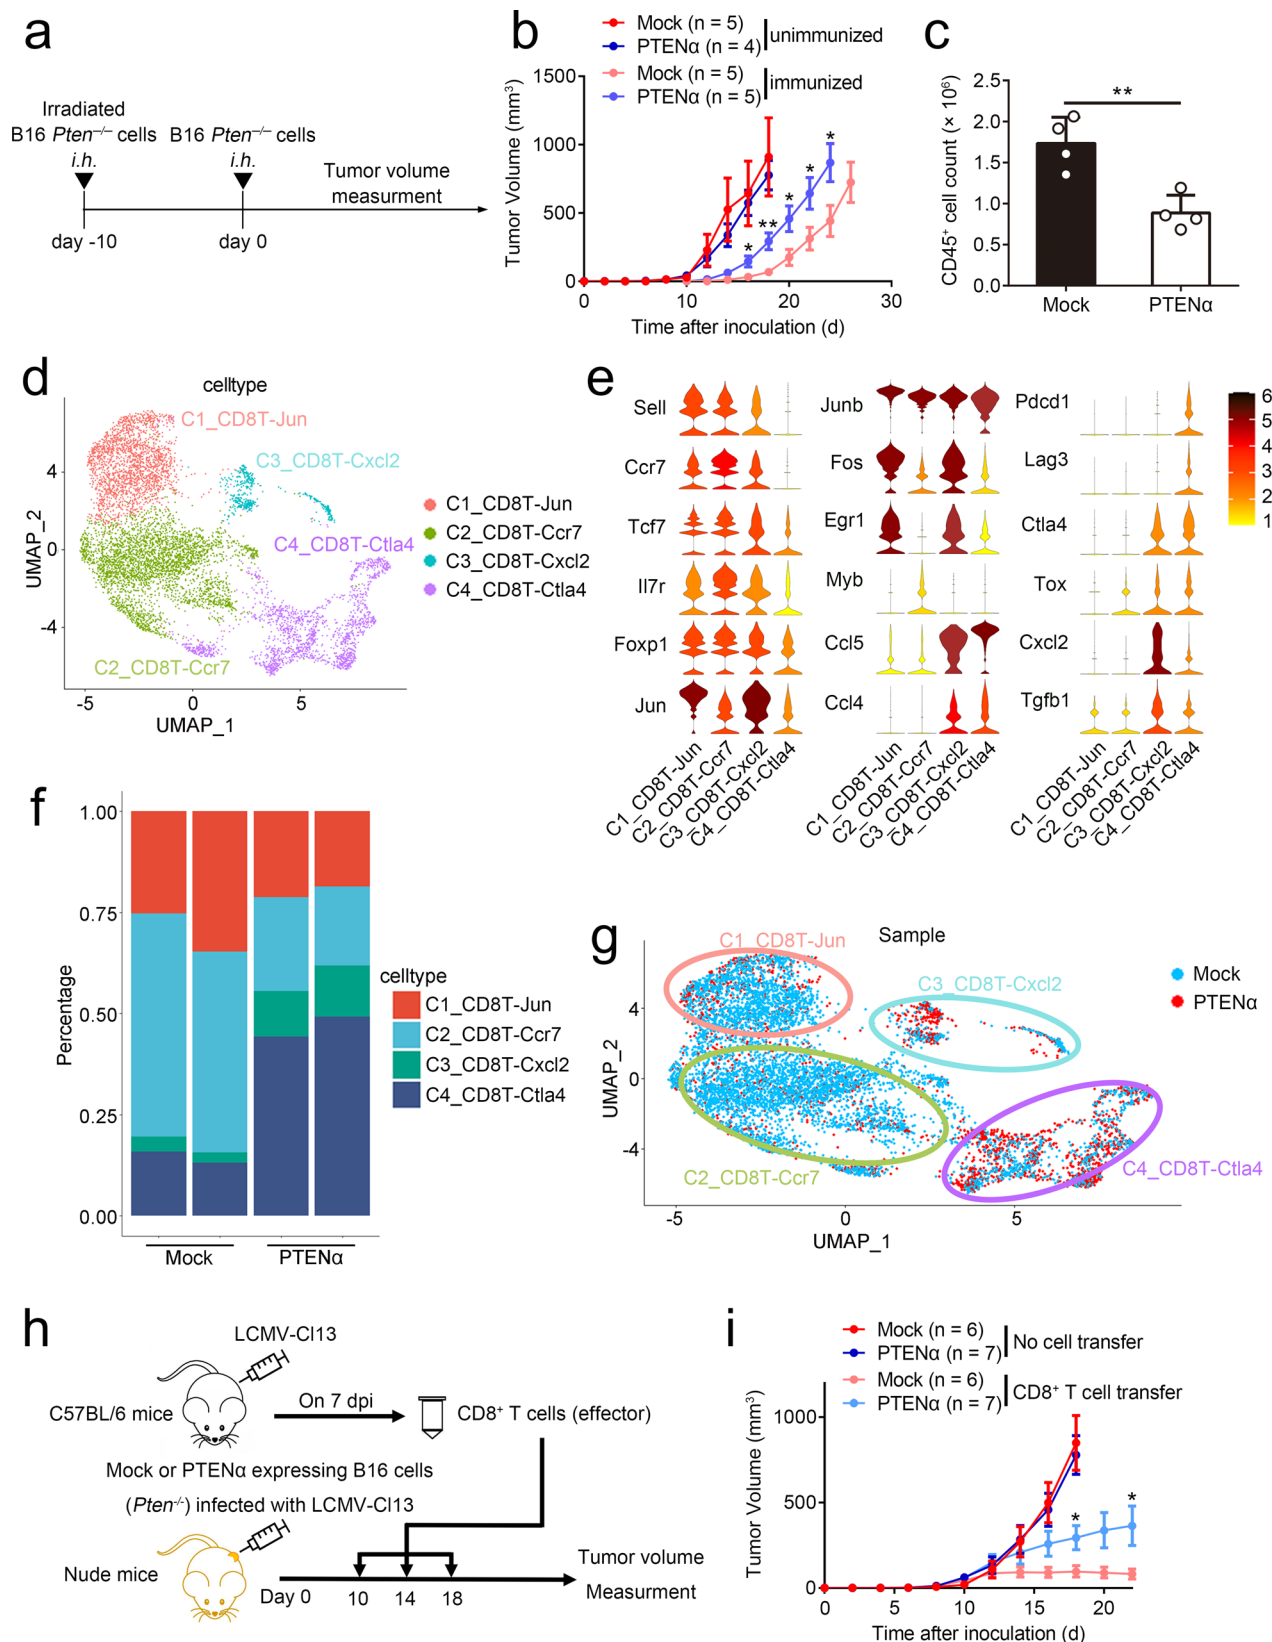 a
Irradiated
B16 Pten–/– cells
i.h.
B16 Pten–/– cells
i.h.
Tumor volume
measurment
day -10
day 0
b
Mock (n = 5)
PTENα (n = 4)
unimmunized
Mock (n = 5)
PTENα (n = 5)
immunized
Tumor Volume (mm³)
1500
1000
500
0
* ** * * *
0 10 20 30
Time after inoculation (d)
c
CD45⁺ cell count (× 10⁶)
2.5
2.0
1.5
1.0
0.5
0.0
**
Mock PTENα
d
celltype
C1_CD8T-Jun
C3_CD8T-Cxcl2
C4_CD8T-Ctla4
C2_CD8T-Ccr7
C1_CD8T-Jun
C2_CD8T-Ccr7
C3_CD8T-Cxcl2
C4_CD8T-Ctla4
UMAP_2
4
0
-4
-5 0 5
UMAP_1
e
Sell
Ccr7
Tcf7
Il7r
Foxp1
Jun
C1_CD8T-Jun
C2_CD8T-Ccr7
C3_CD8T-Cxcl2
C4_CD8T-Ctla4
Junb
Fos
Egr1
Myb
Ccl5
Ccl4
C1_CD8T-Jun
C2_CD8T-Ccr7
C3_CD8T-Cxcl2
C4_CD8T-Ctla4
Pdcd1
Lag3
Ctla4
Tox
Cxcl2
Tgfb1
C1_CD8T-Jun
C2_CD8T-Ccr7
C3_CD8T-Cxcl2
C4_CD8T-Ctla4
6
5
4
3
2
1
f
Percentage
1.00
0.75
0.50
0.25
0.00
Mock PTENα
celltype
C1_CD8T-Jun
C2_CD8T-Ccr7
C3_CD8T-Cxcl2
C4_CD8T-Ctla4
g
Sample
C1_CD8T-Jun
C3_CD8T-Cxcl2
C2_CD8T-Ccr7
C4_CD8T-Ctla4
Mock
PTENα
UMAP_2
4
0
-4
-5 0 5
UMAP_1
h
LCMV-Cl13
C57BL/6 mice
On 7 dpi
CD8⁺ T cells (effector)
Mock or PTENα expressing B16 cells
(Pten-/-) infected with LCMV-Cl13
Nude mice
Day 0 10 14 18
Tumor volume
Measurment
i
Mock (n = 6)
PTENα (n = 7)
No cell transfer
Mock (n = 6)
PTENα (n = 7)
CD8⁺ T cell transfer
Tumor Volume (mm³)
1000
500
0
* *
0 5 10 15 20
Time after inoculation (d)